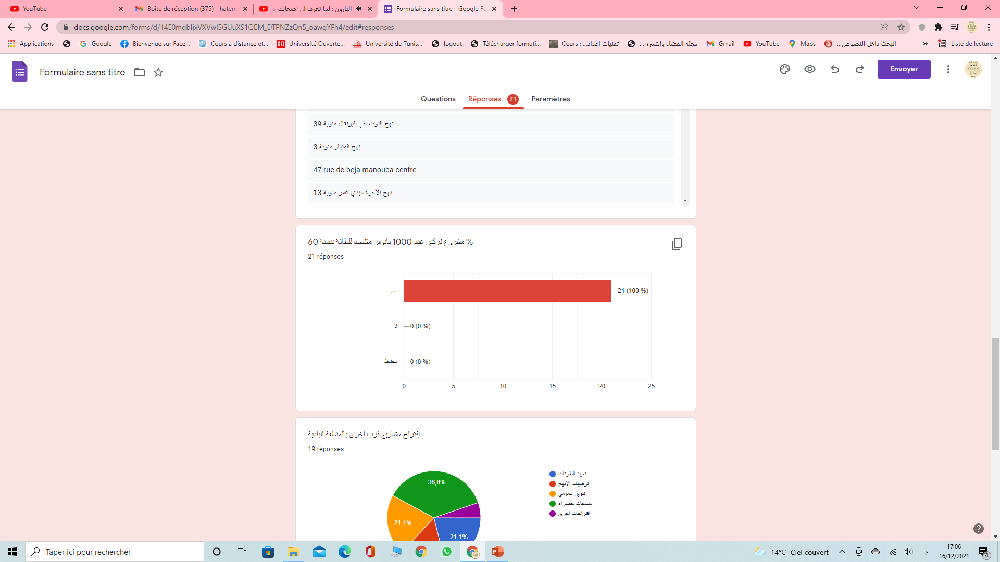 YouTube
Boîte de réception (375) - hatem
البارون : لما تعرف ان اصحابك
Formulaire sans titre - Google Fo
docs.google.com/forms/d/14E0mqbIjxVXVwI5GUuXS1QEM_DTPNZzQn5_oawgYFh4/edit#responses
Applications
Google
Bienvenue sur Face...
Cours à distance et...
UO Université Ouverte...
Université de Tunis...
logout
Télécharger formati...
Cours : تقنيات اعداد...
مجلّة القضاء والتشري...
Gmail
YouTube
Maps
البحث داخل النصوص...
»
Liste de lecture
Formulaire sans titre
Envoyer
Questions
Réponses 21
Paramètres
نهج التوت حي البرتقال.منوبة 39
نهج المنيار منوبة 3
47 rue de beja manouba centre
نهج الأخوة سيدي عمر منوبة 13
مشروع تركيز عدد 1000 فانوس مقتصد للطاقة بنسبة 60 %
21 réponses
نعم
21 (100 %)
لا
0 (0 %)
محتفظ
0 (0 %)
0 5 10 15 20 25
إقتراح مشاريع قرب اخرى بالمنطقة البلدية
19 réponses
36,8%
21,1%
21,1%
تعبيد الطرقات
ترصيف الانهج
تنوير عمومي
مساحات خضراء
اقتراحات اخرى
Taper ici pour rechercher
14°C Ciel couvert
ع
17:06
16/12/2021
4